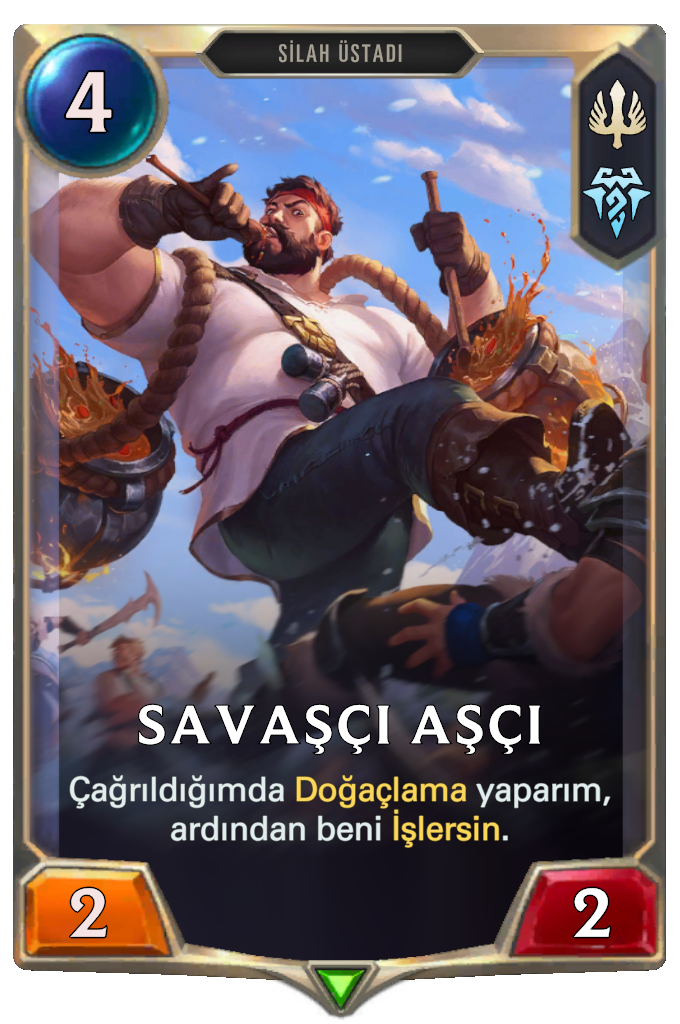 4
SİLAH ÜSTADI
SAVAŞÇI AŞÇI
Çağrıldığımda Doğaçlama yaparım,
ardından beni İşlersin.
2
2